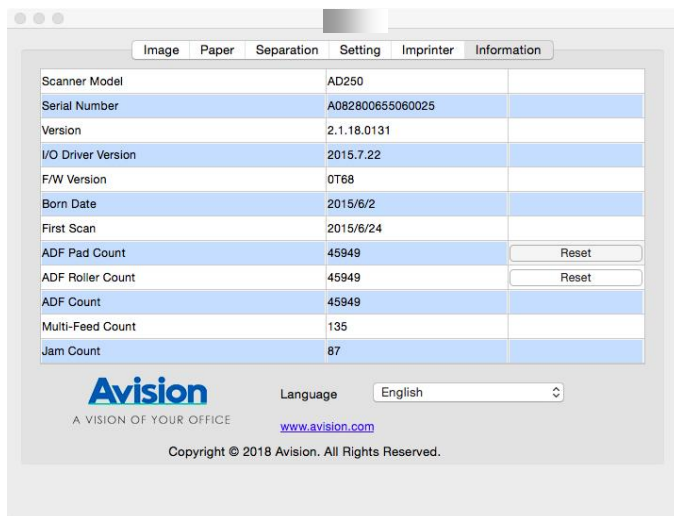 Image Paper Separation Setting Imprinter Information
Scanner Model AD250
Serial Number A082800655060025
Version 2.1.18.0131
I/O Driver Version 2015.7.22
F/W Version 0T68
Born Date 2015/6/2
First Scan 2015/6/24
ADF Pad Count 45949 Reset
ADF Roller Count 45949 Reset
ADF Count 45949
Multi-Feed Count 135
Jam Count 87
Avision
A VISION OF YOUR OFFICE
Language English
www.avision.com
Copyright © 2018 Avision. All Rights Reserved.